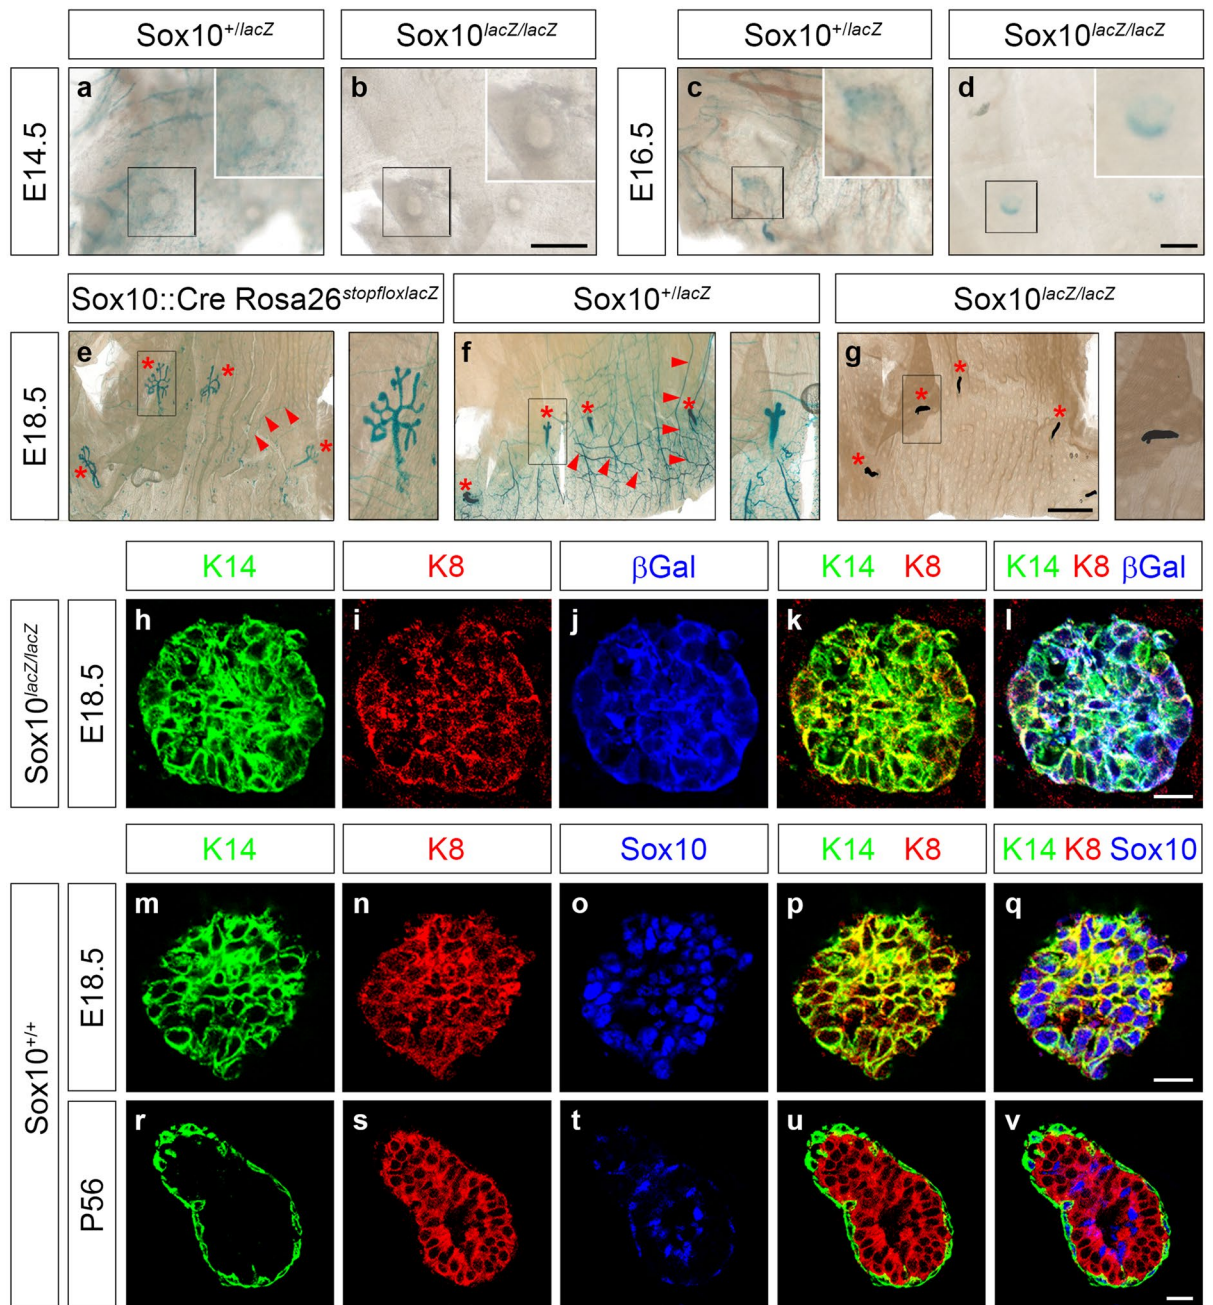 Sox10+/lacZ Sox10lacZ/lacZ Sox10+/lacZ Sox10lacZ/lacZ
E14.5 a b E16.5 c d
Sox10::Cre Rosa26stopfloxlacZ Sox10+/lacZ Sox10lacZ/lacZ
E18.5 e * * * * f * * * * g * * * *
K14 K8 βGal K14 K8 K14 K8 βGal
Sox10lacZ/lacZ E18.5 h i j k l
K14 K8 Sox10 K14 K8 K14 K8 Sox10
Sox10+/+ E18.5 m n o p q
P56 r s t u v